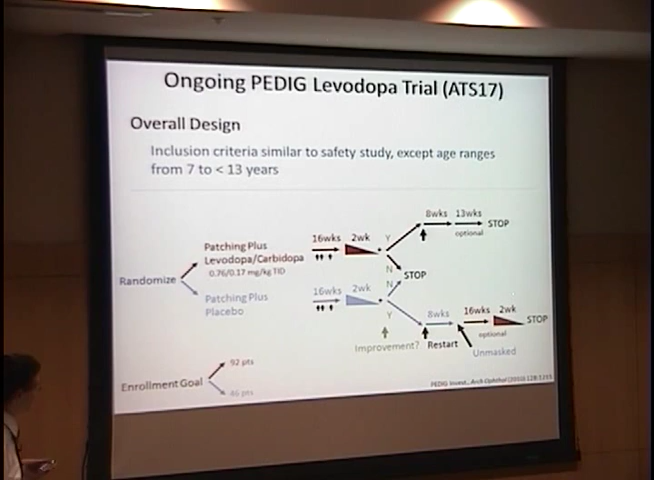 Ongoing PEDIG Levodopa Trial (ATS17)
Overall Design
Inclusion criteria similar to safety study, except age ranges
from 7 to < 13 years
8wks 13wks
STOP
optional
16wks 2wk Y
Patching Plus
Levodopa/Carbidopa
0.76/0.17 mg/kg TID
N
STOP
Randomize
N
16wks 2wk
Patching Plus
Placebo
Y
8wks 16wks 2wk
STOP
optional
Improvement? Restart
Unmasked
92 pts
Enrollment Goal
46 pts
PEDIG Invest., Arch Ophthal (2010) 128:1215